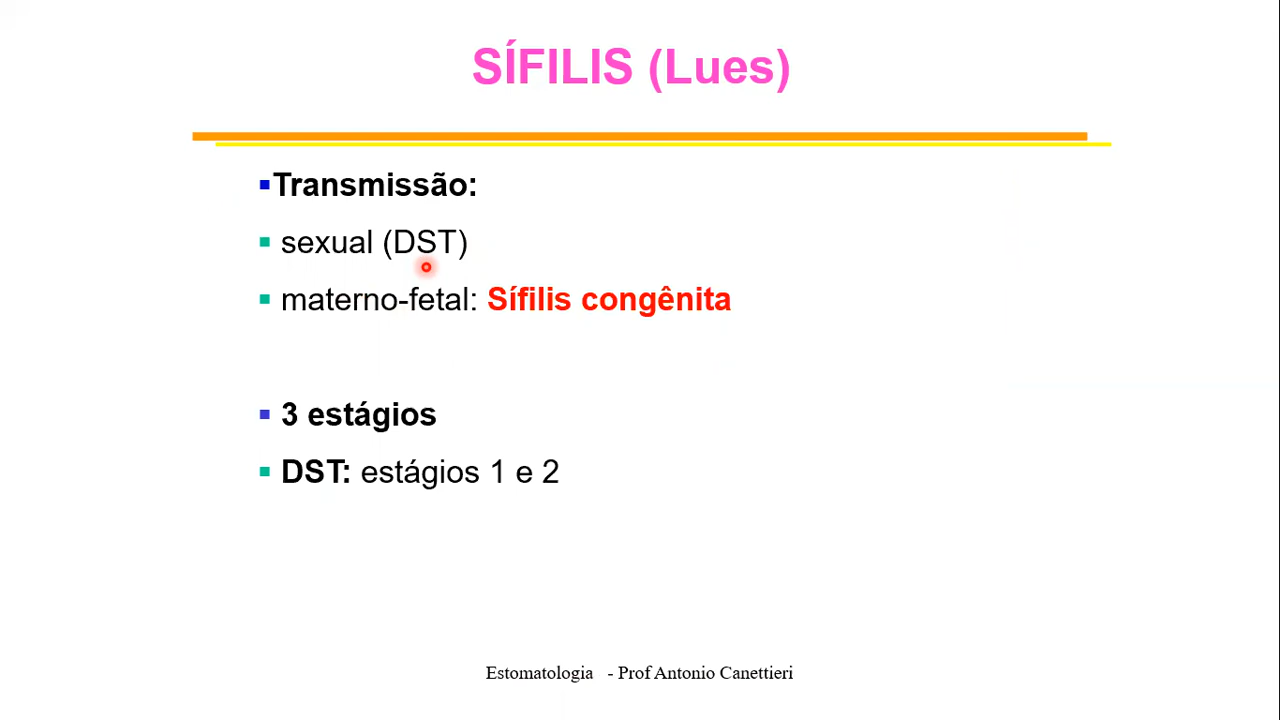 SÍFILIS (Lues)
Transmissão:
sexual (DST)
materno-fetal: Sífilis congênita
3 estágios
DST: estágios 1 e 2
Estomatologia - Prof Antonio Canettieri